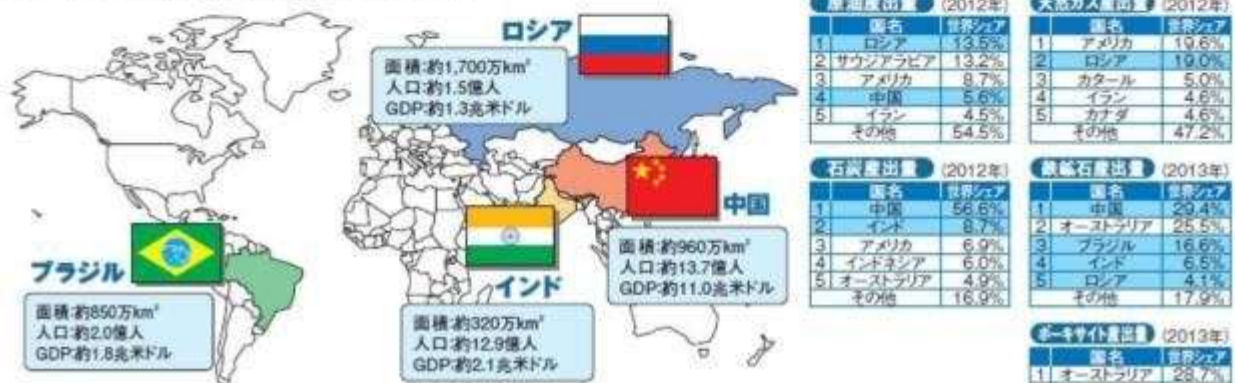 ロシア
面積:約1,700万km²
人口:約1.5億人
GDP:約1.3兆米ドル
中国
面積:約960万km²
人口:約13.7億人
GDP:約11.0兆米ドル
ブラジル
面積:約850万km²
人口:約2.0億人
GDP:約1.8兆米ドル
インド
面積:約320万km²
人口:約12.9億人
GDP:約2.1兆米ドル
原油産出量 (2012年)
国名 世界シェア
1 ロシア 13.5%
2 サウジアラビア 13.2%
3 アメリカ 8.7%
4 中国 5.6%
5 イラン 4.5%
その他 54.5%
天然ガス産出量 (2012年)
国名 世界シェア
1 アメリカ 19.6%
2 ロシア 19.0%
3 カタール 5.0%
4 イラン 4.6%
5 カナダ 4.6%
その他 47.2%
石炭産出量 (2012年)
国名 世界シェア
1 中国 56.6%
2 インド 8.7%
3 アメリカ 6.9%
4 インドネシア 6.0%
5 オーストラリア 4.9%
その他 16.9%
鉄鉱石産出量 (2013年)
国名 世界シェア
1 中国 29.4%
2 オーストラリア 25.5%
3 ブラジル 16.6%
4 インド 6.5%
5 ロシア 4.1%
その他 17.9%
ボーキサイト産出量 (2013年)
国名 世界シェア
1 オーストラリア 28.7%